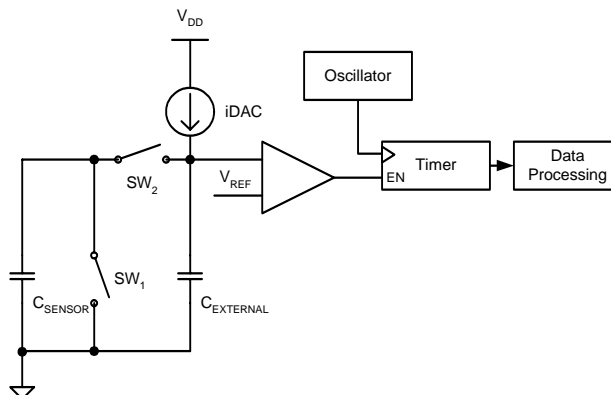 VDD
Oscillator
iDAC
SW2
VREF
EN
Timer
Data
Processing
SW1
CSENSOR
CEXTERNAL